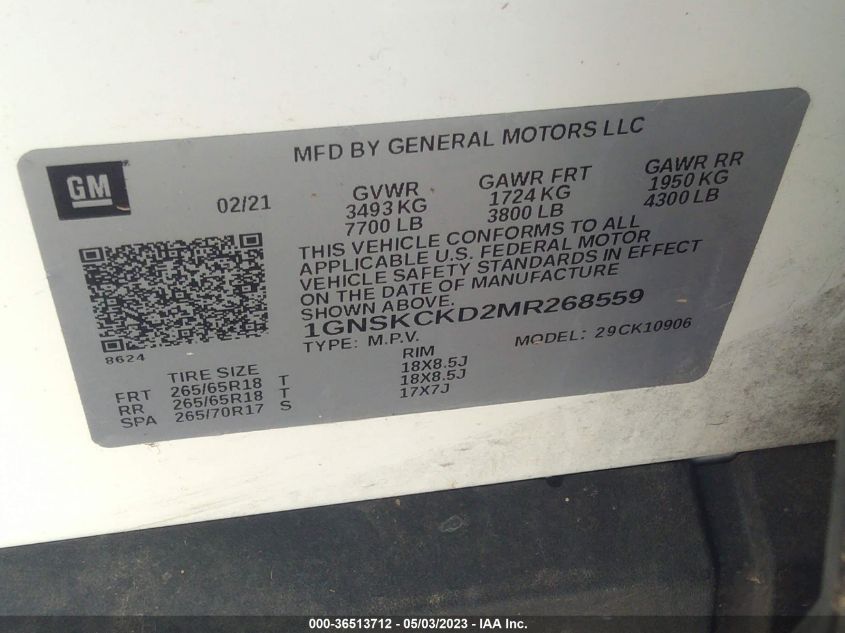 MFD BY GENERAL MOTORS LLC
GM
02/21
GVWR GAWR FRT GAWR RR
3493 KG 1724 KG 1950 KG
7700 LB 3800 LB 4300 LB
THIS VEHICLE CONFORMS TO ALL
APPLICABLE U.S. FEDERAL MOTOR
VEHICLE SAFETY STANDARDS IN EFFECT
ON THE DATE OF MANUFACTURE
SHOWN ABOVE.
1GNSKCKD2MR268559
TYPE: M.P.V. MODEL: 29CK10906
8624
TIRE SIZE RIM
FRT 265/65R18 T 18X8.5J
RR 265/65R18 T 18X8.5J
SPA 265/70R17 S 17X7J
000-36513712 - 05/03/2023 - IAA Inc.